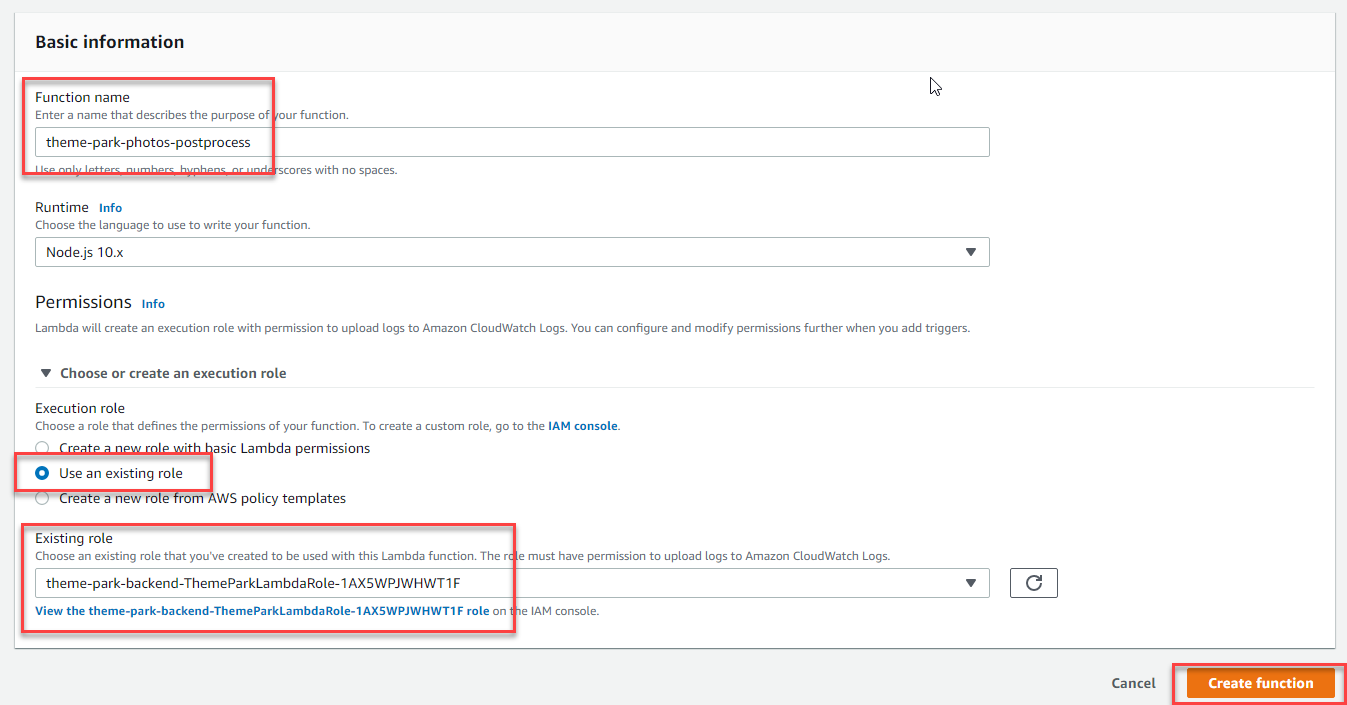 Basic information
Function name
Enter a name that describes the purpose of your function.
theme-park-photos-postprocess
Use only letters, numbers, hyphens, or underscores with no spaces.
Runtime Info
Choose the language to use to write your function.
Node.js 10.x
Permissions Info
Lambda will create an execution role with permission to upload logs to Amazon CloudWatch Logs. You can configure and modify permissions further when you add triggers.
Choose or create an execution role
Execution role
Choose a role that defines the permissions of your function. To create a custom role, go to the IAM console.
Create a new role with basic Lambda permissions
Use an existing role
Create a new role from AWS policy templates
Existing role
Choose an existing role that you've created to be used with this Lambda function. The role must have permission to upload logs to Amazon CloudWatch Logs.
theme-park-backend-ThemeParkLambdaRole-1AX5WPJWHWT1F
View the theme-park-backend-ThemeParkLambdaRole-1AX5WPJWHWT1F role on the IAM console.
Cancel Create function